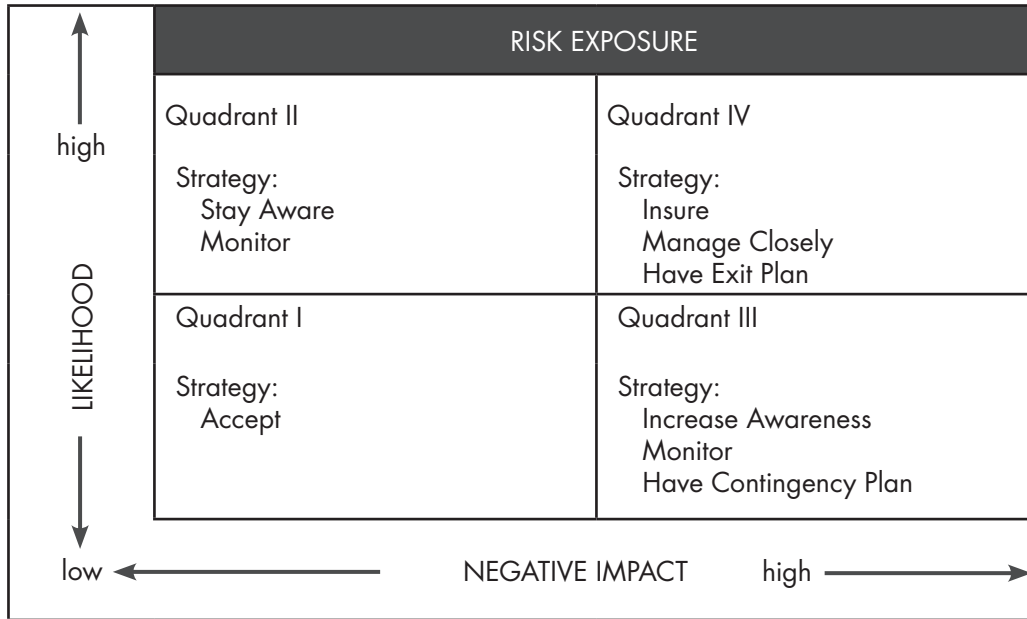 RISK EXPOSURE
high
LIKELIHOOD
Quadrant II
Strategy:
Stay Aware
Monitor
Quadrant IV
Strategy:
Insure
Manage Closely
Have Exit Plan
Quadrant I
Strategy:
Accept
Quadrant III
Strategy:
Increase Awareness
Monitor
Have Contingency Plan
low
NEGATIVE IMPACT
high